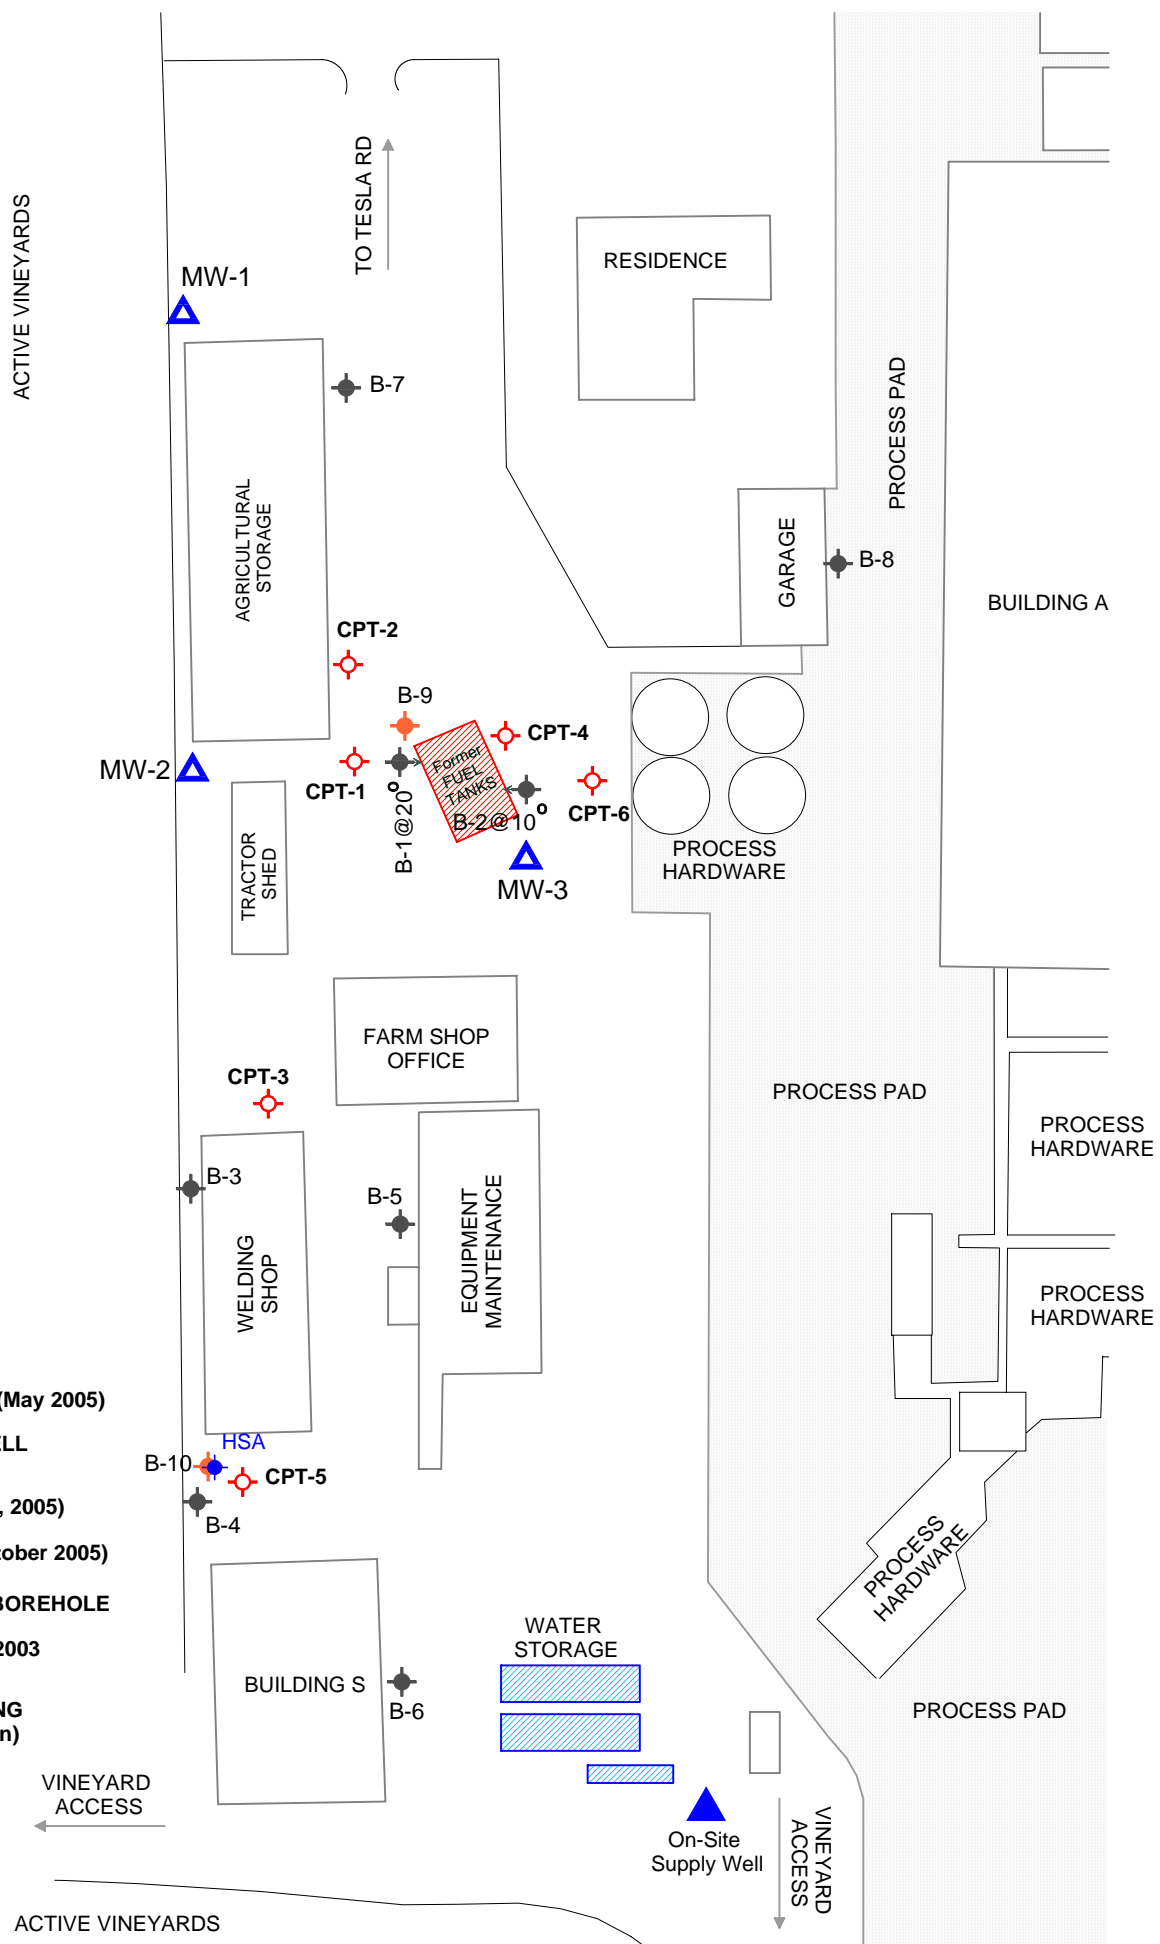 TO TESLA RD
ACTIVE VINEYARDS
RESIDENCE
MW-1
B-7
PROCESS PAD
AGRICULTURAL
STORAGE
GARAGE
B-8
BUILDING A
CPT-2
B-9
CPT-4
Former
FUEL
TANKS
MW-2
CPT-1
B-1@20°
B-2@10°
CPT-6
MW-3
PROCESS
HARDWARE
TRACTOR
SHED
FARM SHOP
OFFICE
CPT-3
PROCESS PAD
PROCESS
HARDWARE
B-3
B-5
WELDING
SHOP
EQUIPMENT
MAINTENANCE
PROCESS
HARDWARE
(May 2005)
ELL
HSA
B-10
CPT-5
, 2005)
B-4
tober 2005)
PROCESS
HARDWARE
BOREHOLE
2003
WATER
STORAGE
BUILDING S
B-6
NG
n)
PROCESS PAD
VINEYARD
ACCESS
On-Site
Supply Well
VINEYARD
ACCESS
ACTIVE VINEYARDS